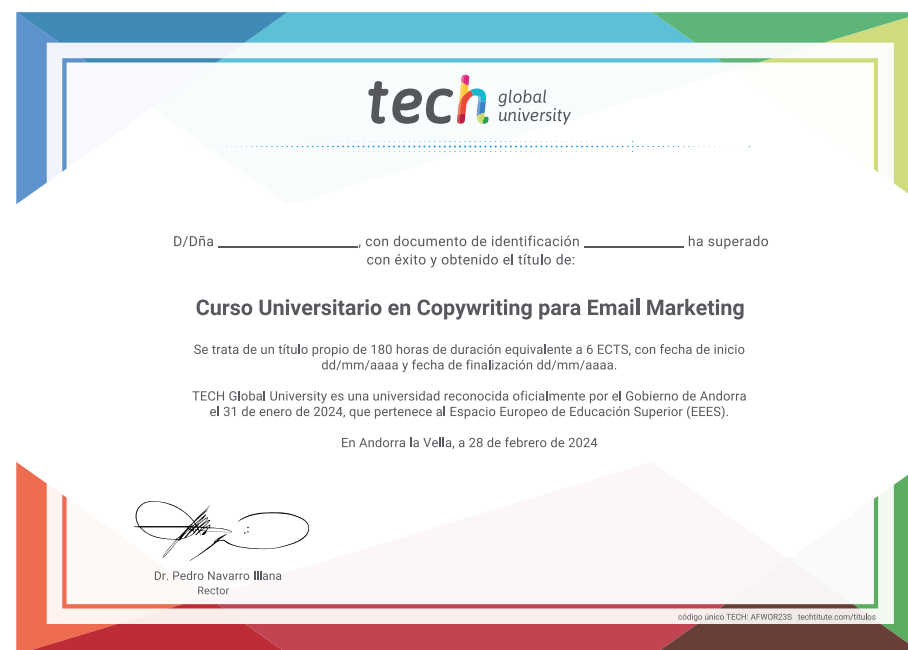 tech global university
D/Dña ____________________, con documento de identificación ______________ ha superado
con éxito y obtenido el título de:
Curso Universitario en Copywriting para Email Marketing
Se trata de un título propio de 180 horas de duración equivalente a 6 ECTS, con fecha de inicio
dd/mm/aaaa y fecha de finalización dd/mm/aaaa.
TECH Global University es una universidad reconocida oficialmente por el Gobierno de Andorra
el 31 de enero de 2024, que pertenece al Espacio Europeo de Educación Superior (EEES).
En Andorra la Vella, a 28 de febrero de 2024
Dr. Pedro Navarro Illana
Rector
código único TECH: AFWOR23S techtitute.com/titulos